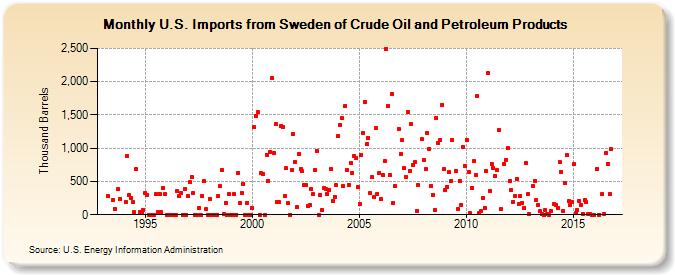 Monthly U.S. Imports from Sweden of Crude Oil and Petroleum Products
Thousand Barrels
2,500
2,000
1,500
1,000
500
0
1995 2000 2005 2010 2015
Source: U.S. Energy Information Administration